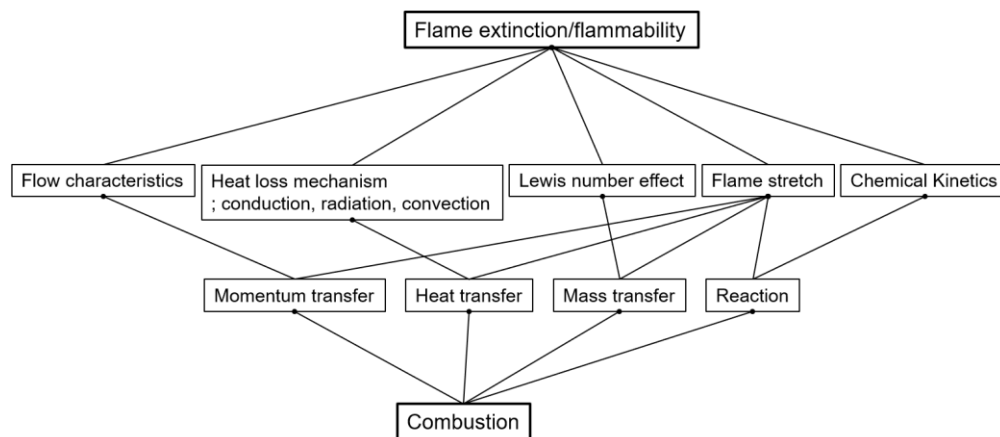 Flame extinction/flammability
Flow characteristics
Heat loss mechanism
; conduction, radiation, convection
Lewis number effect
Flame stretch
Chemical Kinetics
Momentum transfer
Heat transfer
Mass transfer
Reaction
Combustion